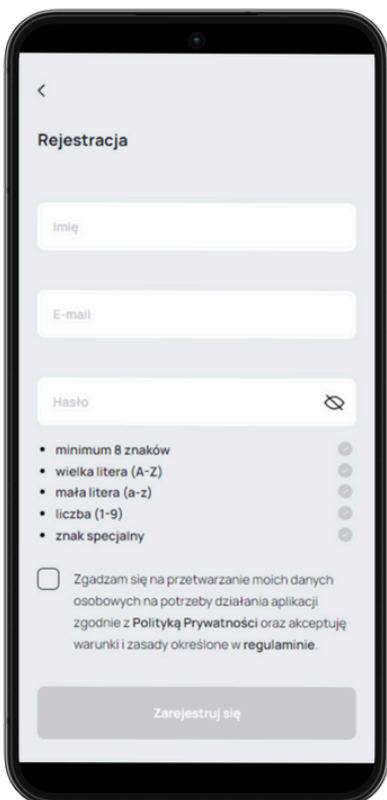 Rejestracja
Imię
E-mail
Hasło
minimum 8 znaków
wielka litera (A-Z)
mała litera (a-z)
liczba (1-9)
znak specjalny
Zgadzam się na przetwarzanie moich danych
osobowych na potrzeby działania aplikacji
zgodnie z Polityką Prywatności oraz akceptuję
warunki i zasady określone w regulaminie.
Zarejestruj się